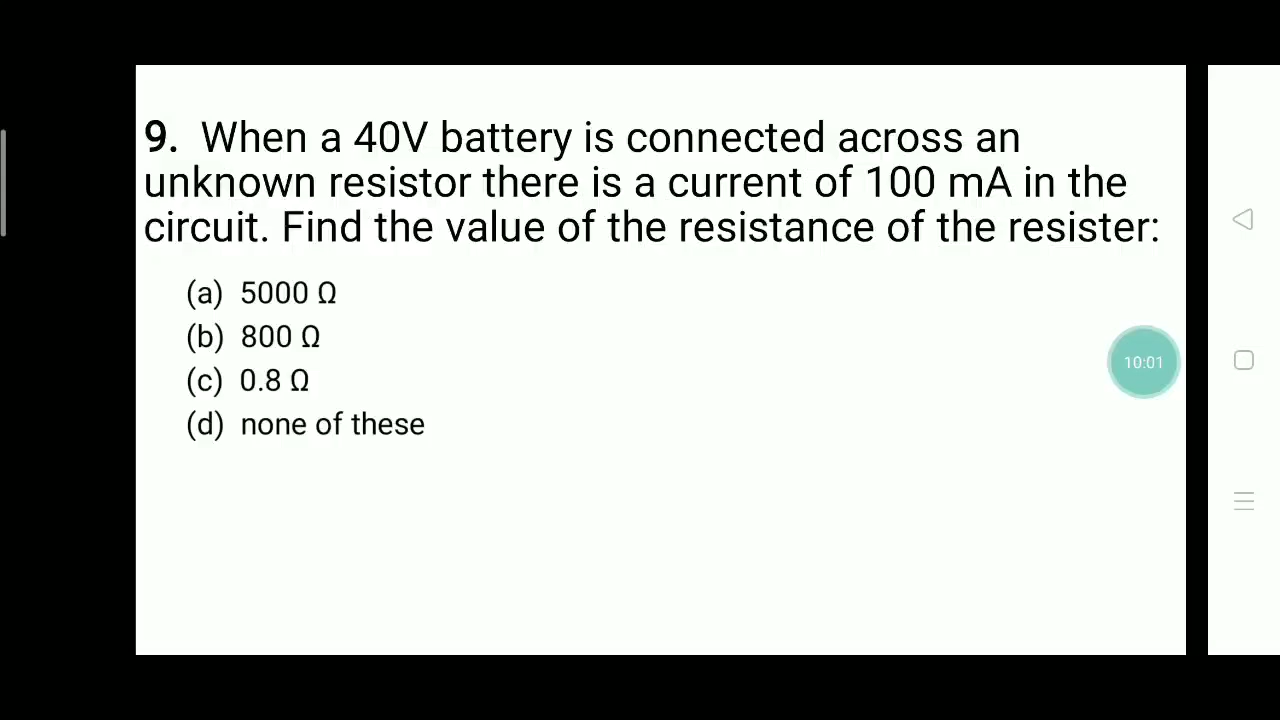 9. When a 40V battery is connected across an
unknown resistor there is a current of 100 mA in the
circuit. Find the value of the resistance of the resister:
(a) 5000 Ω
(b) 800 Ω
(c) 0.8 Ω
(d) none of these
10:01